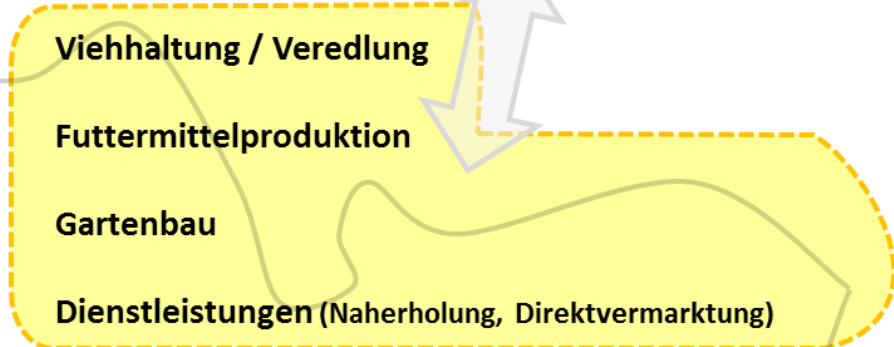 Viehhaltung / Veredlung
Futtermittelproduktion
Gartenbau
Dienstleistungen (Naherholung, Direktvermarktung)